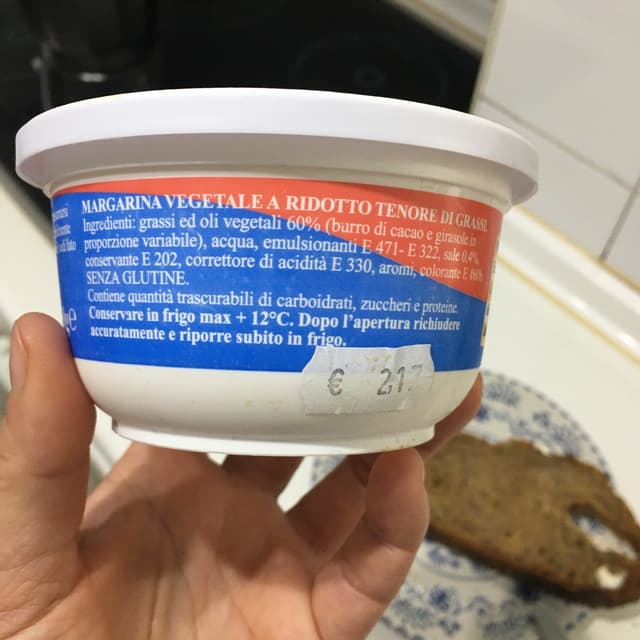 MARGARINA VEGETALE A RIDOTTO TENORE DI GRASSI.
Ingredienti: grassi ed oli vegetali 60% (burro di cacao e girasole in
proporzione variabile), acqua, emulsionanti E 471- E 322, sale 0,4%,
conservante E 202, correttore di acidità E 330, aromi, colorante E
SENZA GLUTINE.
Contiene quantità trascurabili di carboidrati, zuccheri e proteine.
Conservare in frigo max + 12°C. Dopo l'apertura richiudere
accuratamente e riporre subito in frigo.
€ 2.1